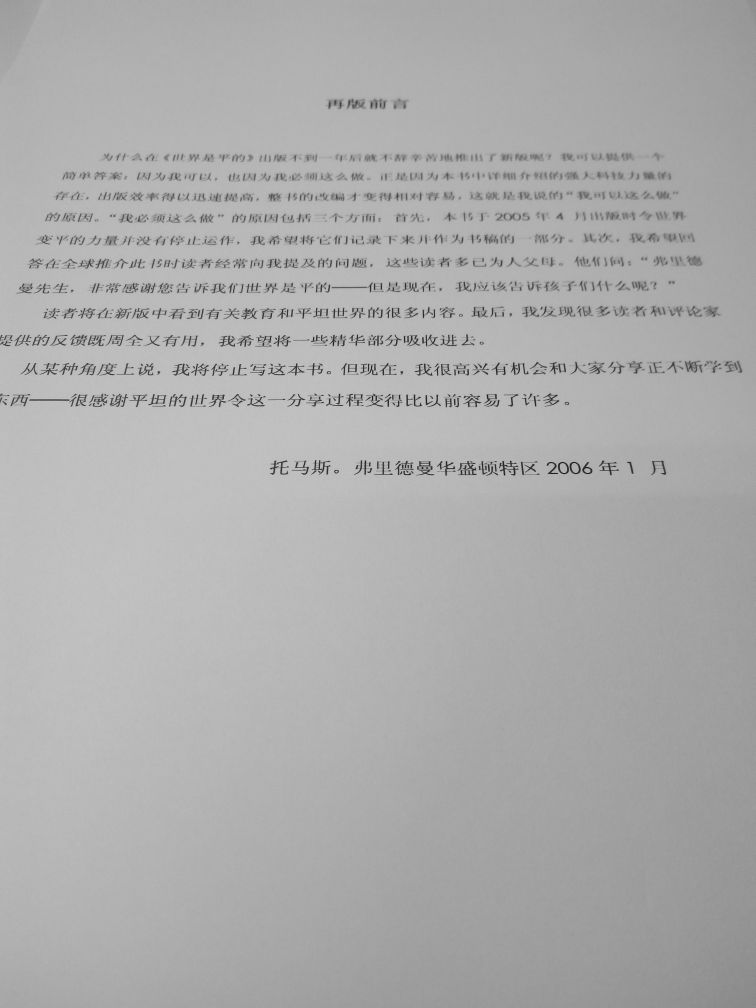 再版前言
为什么在《世界是平的》出版不到一年后就不辞辛苦地推出了新版呢？我可以提供一个
简单答案：因为我可以，也因为我必须这么做。正是因为本书中详细介绍的强大科技力量的
存在，出版效率得以迅速提高，整书的改编才变得相对容易，这就是我说的“我可以这么做”
的原因。“我必须这么做”的原因包括三个方面：首先，本书于 2005 年 4 月出版时令世界
变平的力量并没有停止运作，我希望将它们记录下来并作为书稿的一部分。其次，我希望回
答在全球推介此书时读者经常向我提及的问题，这些读者多已为人父母。他们问：“弗里德
曼先生，非常感谢您告诉我们世界是平的——但是现在，我应该告诉孩子们什么呢？”
读者将在新版中看到有关教育和平坦世界的很多内容。最后，我发现很多读者和评论家
提供的反馈既周全又有用，我希望将一些精华部分吸收进去。
从某种角度上说，我将停止写这本书。但现在，我很高兴有机会和大家分享正不断学到
东西——很感谢平坦的世界令这一分享过程变得比以前容易了许多。
托马斯。弗里德曼华盛顿特区 2006 年 1 月